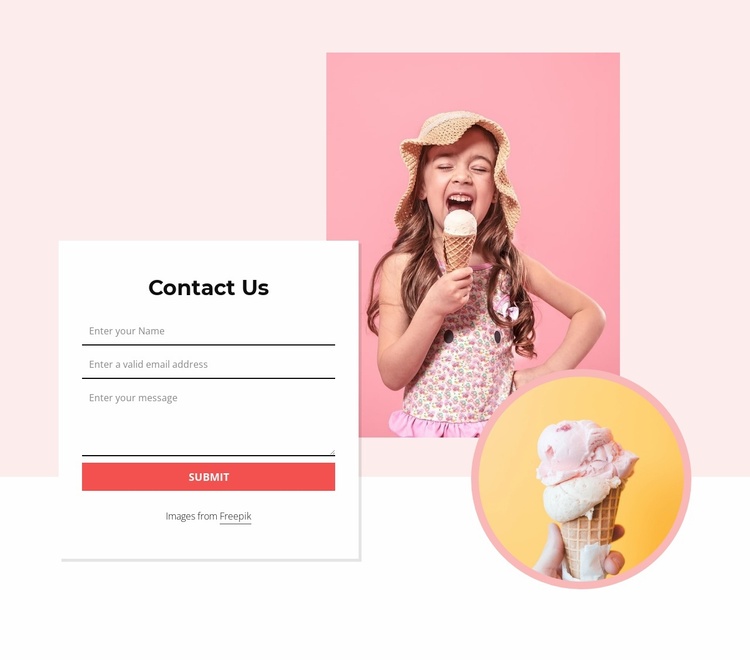 Contact Us
Enter your Name
Enter a valid email address
Enter your message
SUBMIT
Images from Freepik